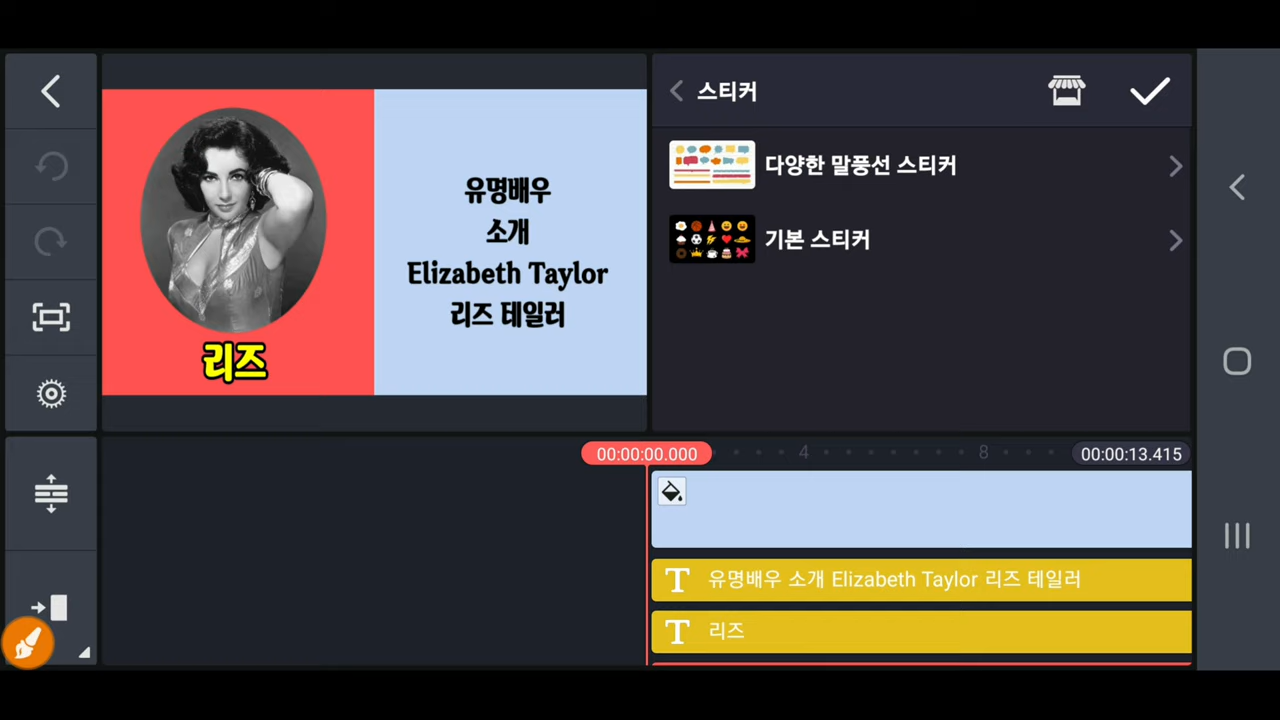 스티커
다양한 말풍선 스티커
기본 스티커
유명배우
소개
Elizabeth Taylor
리즈 테일러
리즈
00:00:00.000
4
8
00:00:13.415
T 유명배우 소개 Elizabeth Taylor 리즈 테일러
T 리즈